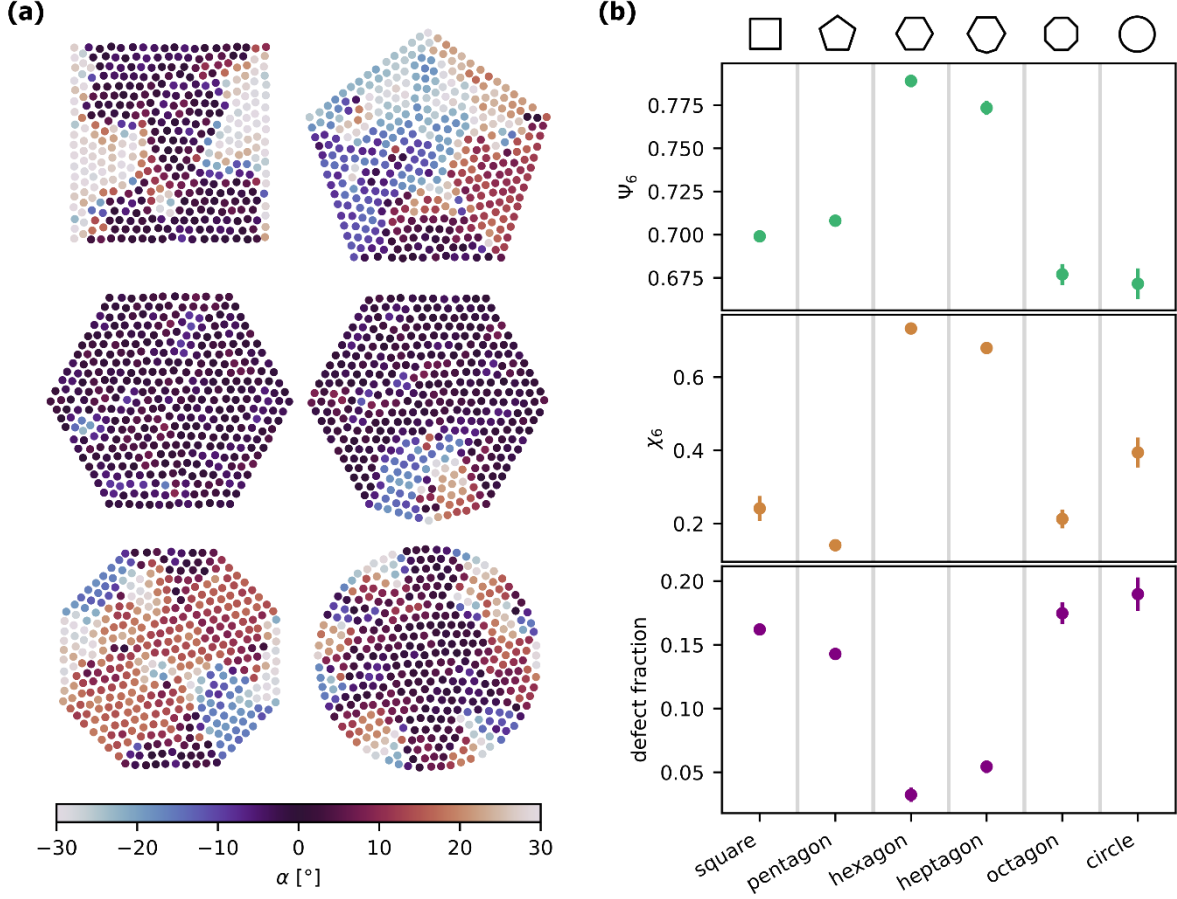 (a)
−30 −20 −10 0 10 20 30
α [°]
(b)
0.775
0.750
0.725
0.700
0.675
Ψ₆
0.6
0.4
0.2
χ₆
0.20
0.15
0.10
0.05
defect fraction
square pentagon hexagon heptagon octagon circle